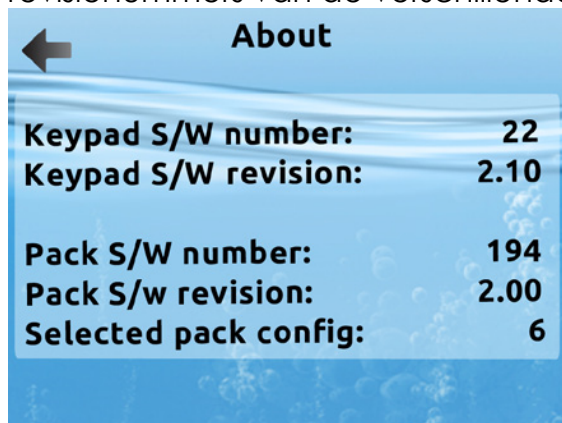 About
Keypad S/W number: 22
Keypad S/W revision: 2.10
Pack S/W number: 194
Pack S/w revision: 2.00
Selected pack config: 6